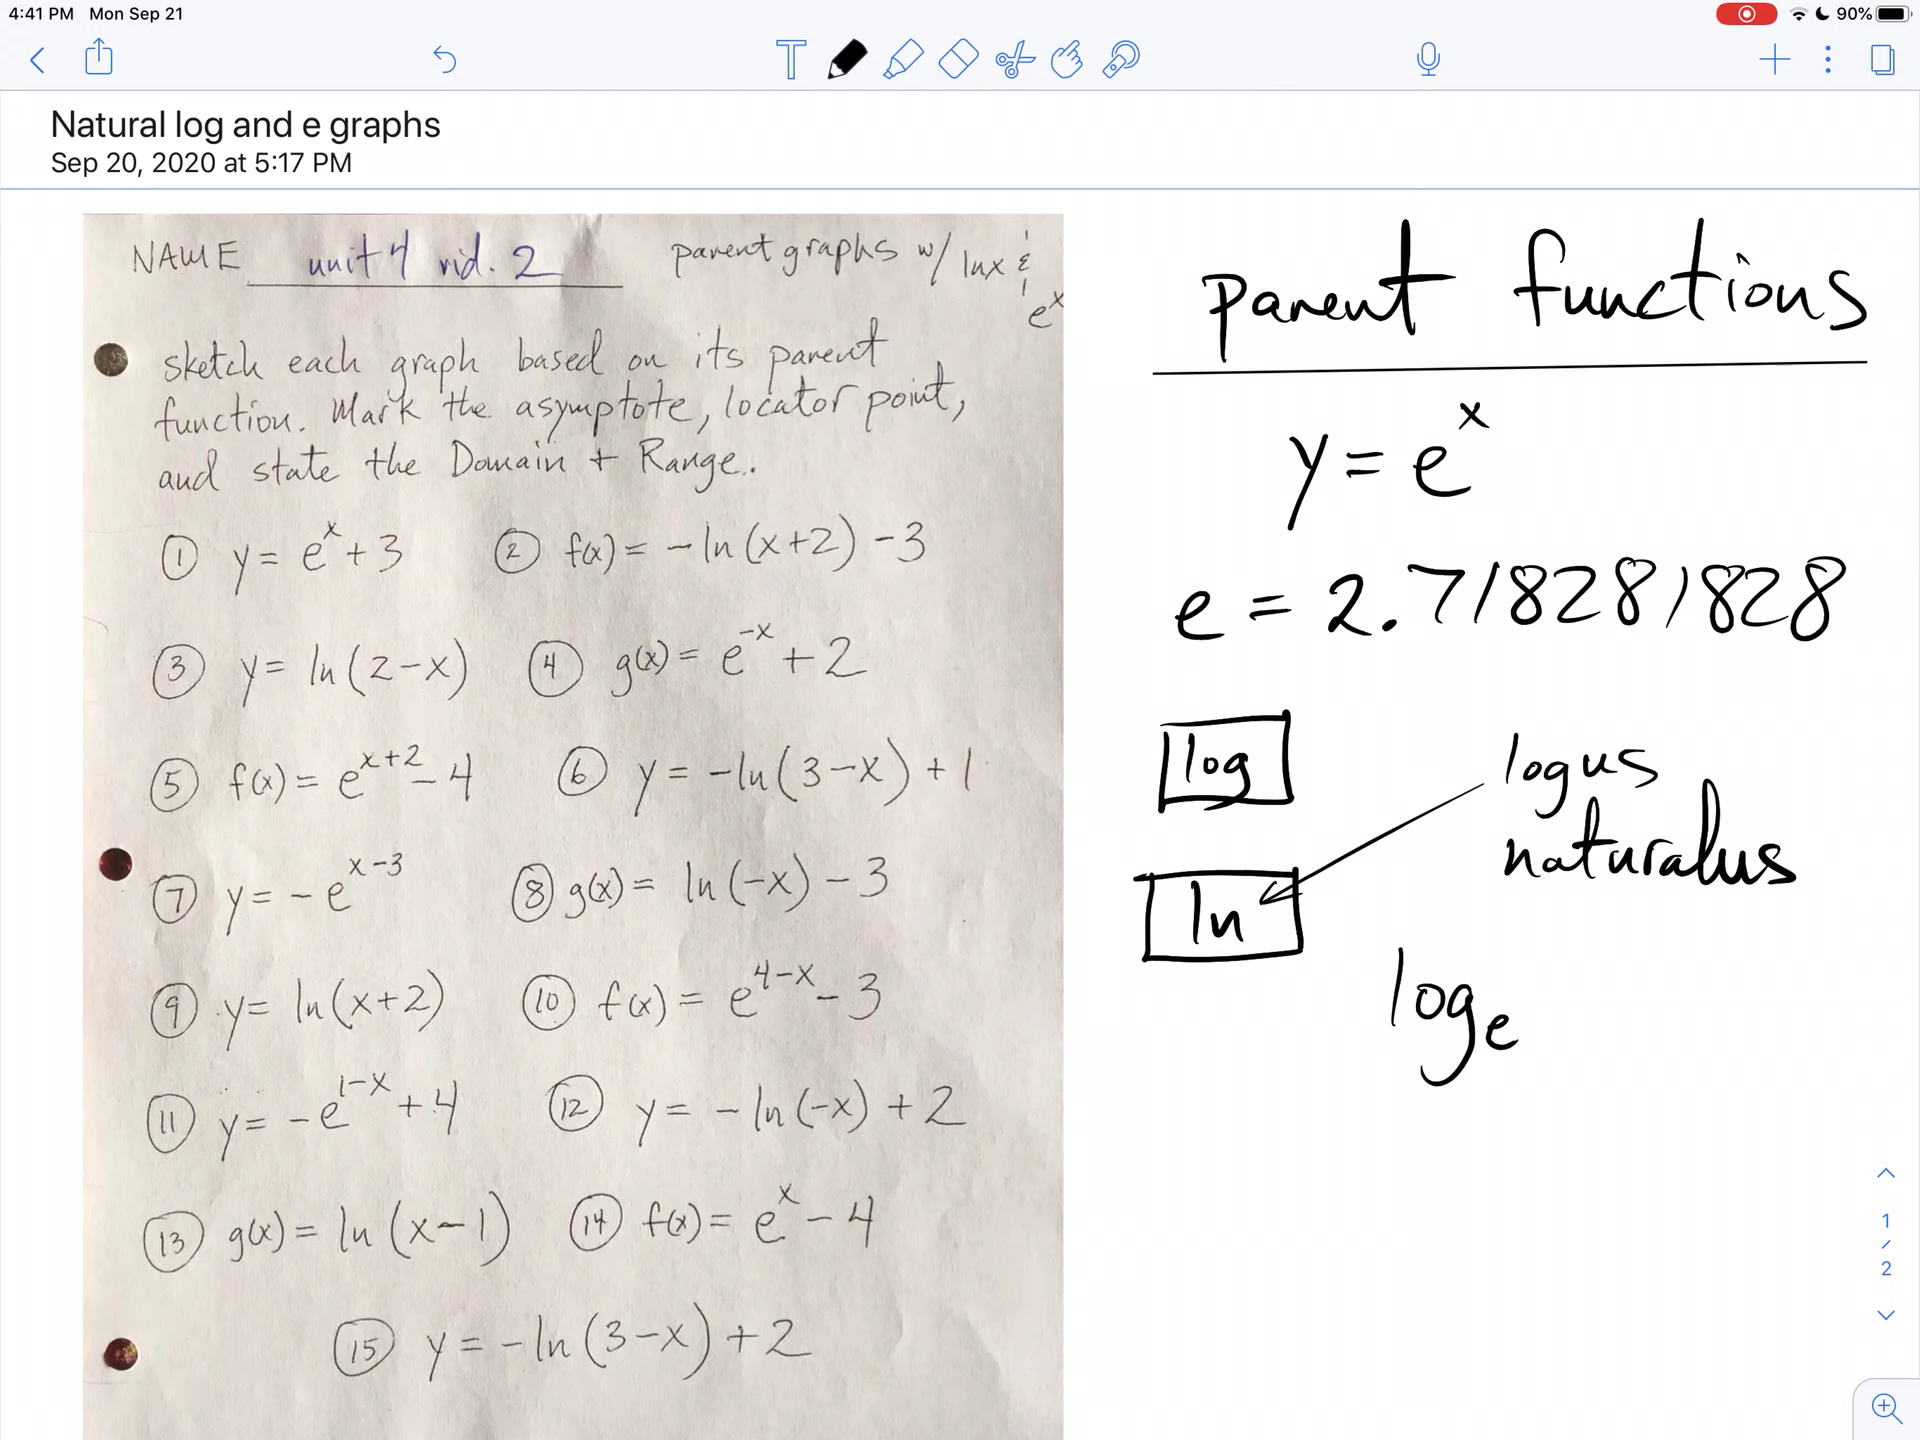 4:41 PM Mon Sep 21
90%
Natural log and e graphs
Sep 20, 2020 at 5:17 PM
NAME unit 4 vid. 2 parent graphs w/ lnx & e^x
sketch each graph based on its parent
function. Mark the asymptote, locator point,
and state the Domain + Range.
① y = e^x + 3 ② f(x) = -ln(x+2) - 3
③ y = ln(2-x) ④ g(x) = e^-x + 2
⑤ f(x) = e^x+2 - 4 ⑥ y = -ln(3-x) + 1
⑦ y = -e^x-3 ⑧ g(x) = ln(-x) - 3
⑨ y = ln(x+2) ⑩ f(x) = e^4-x - 3
⑪ y = -e^1-x + 4 ⑫ y = -ln(-x) + 2
⑬ g(x) = ln(x-1) ⑭ f(x) = e^x - 4
⑮ y = -ln(3-x) + 2
parent functions
y = e^x
e = 2.718281828
log
logus
naturalus
ln
log_e
1
/
2